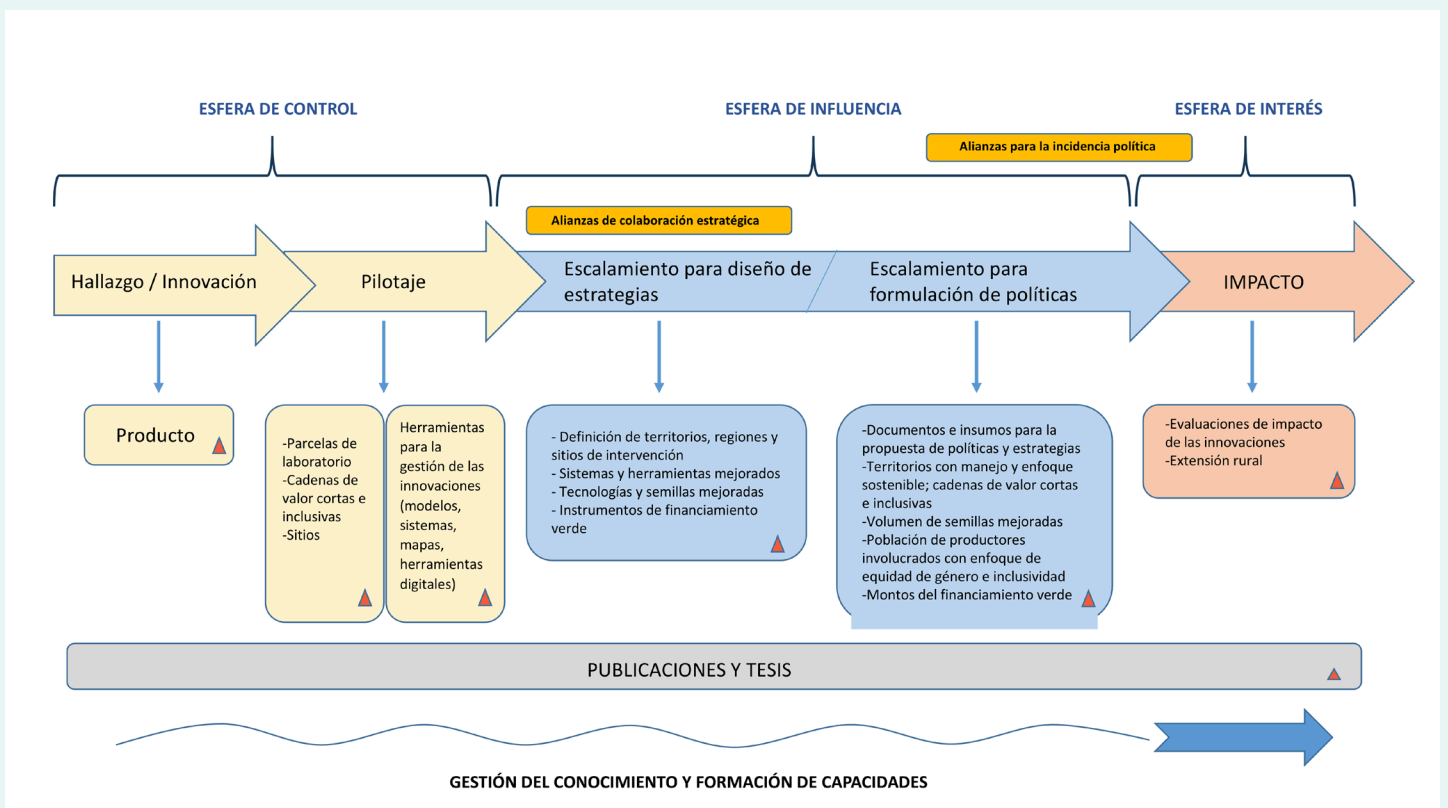 ESFERA DE CONTROL
ESFERA DE INFLUENCIA
ESFERA DE INTERÉS
Alianzas para la incidencia política
Alianzas de colaboración estratégica
Hallazgo / Innovación
Pilotaje
Escalamiento para diseño de
estrategias
Escalamiento para
formulación de políticas
IMPACTO
Producto
-Parcelas de
laboratorio
-Cadenas de
valor cortas e
inclusivas
-Sitios
Herramientas
para la
gestión de las
innovaciones
(modelos,
sistemas,
mapas,
herramientas
digitales)
- Definición de territorios, regiones y
sitios de intervención
- Sistemas y herramientas mejorados
- Tecnologías y semillas mejoradas
- Instrumentos de financiamiento
verde
-Documentos e insumos para la
propuesta de políticas y estrategias
-Territorios con manejo y enfoque
sostenible; cadenas de valor cortas
e inclusivas
-Volumen de semillas mejoradas
-Población de productores
involucrados con enfoque de
equidad de género e inclusividad
-Montos del financiamiento verde
-Evaluaciones de impacto
de las innovaciones
-Extensión rural
PUBLICACIONES Y TESIS
GESTIÓN DEL CONOCIMIENTO Y FORMACIÓN DE CAPACIDADES